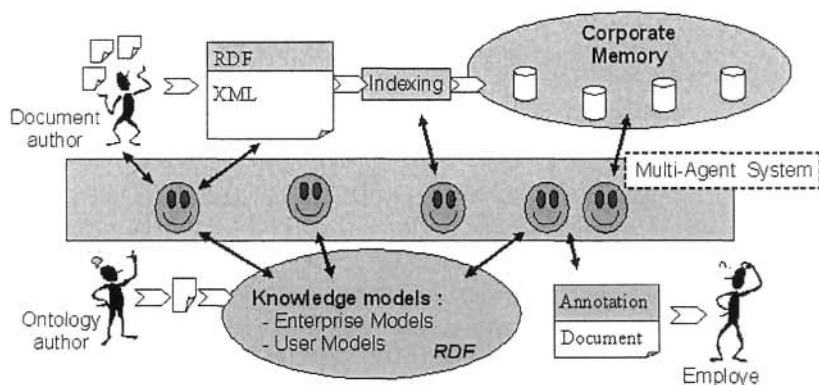 Corporate
Memory
RDF
XML
Indexing
Document
author
Multi-Agent System
Ontology
author
Knowledge models :
- Enterprise Models
- User Models
RDF
Annotation
Document
Employe